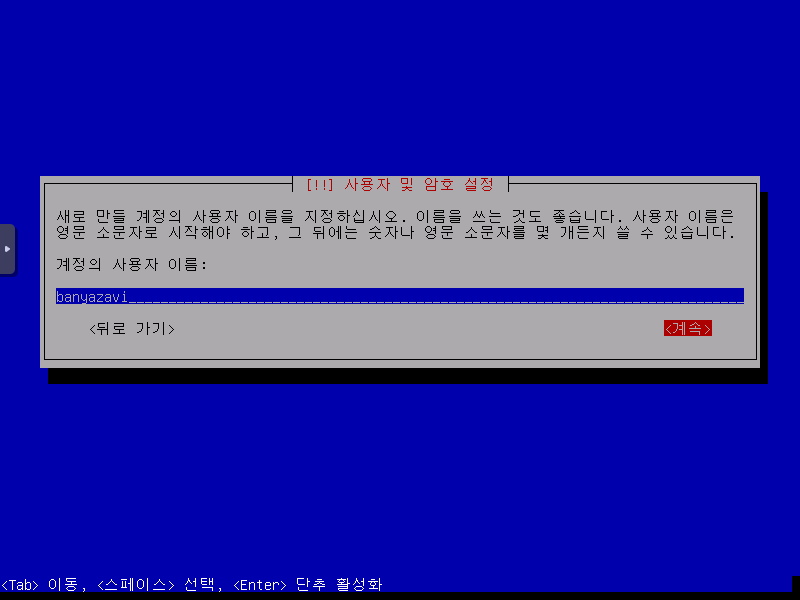 [!!] 사용자 및 암호 설정
새로 만들 계정의 사용자 이름을 지정하십시오. 이름을 쓰는 것도 좋습니다. 사용자 이름은
영문 소문자로 시작해야 하고, 그 뒤에는 숫자나 영문 소문자를 몇 개든지 쓸 수 있습니다.
계정의 사용자 이름:
banyazavi
<뒤로 가기> <계속>
<Tab> 이동, <스페이스> 선택, <Enter> 단추 활성화